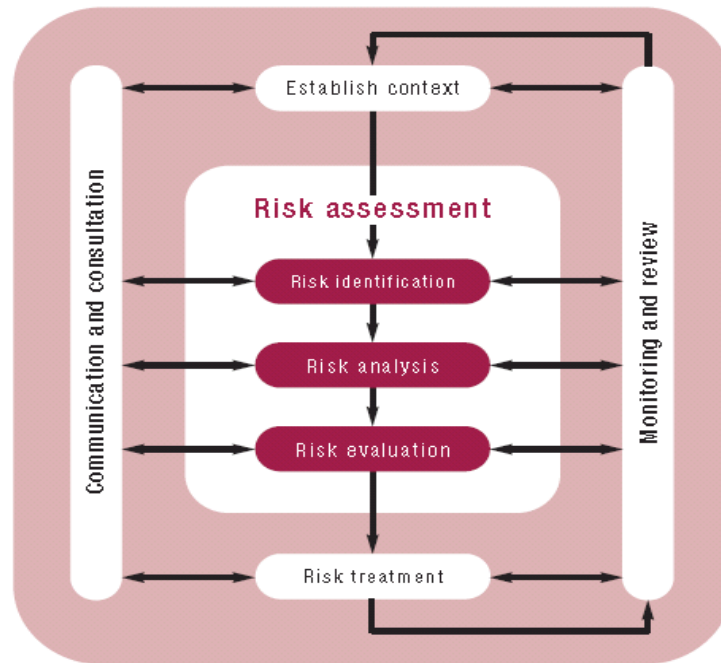 Establish context
Communication and consultation
Risk assessment
Risk identification
Risk analysis
Risk evaluation
Monitoring and review
Risk treatment